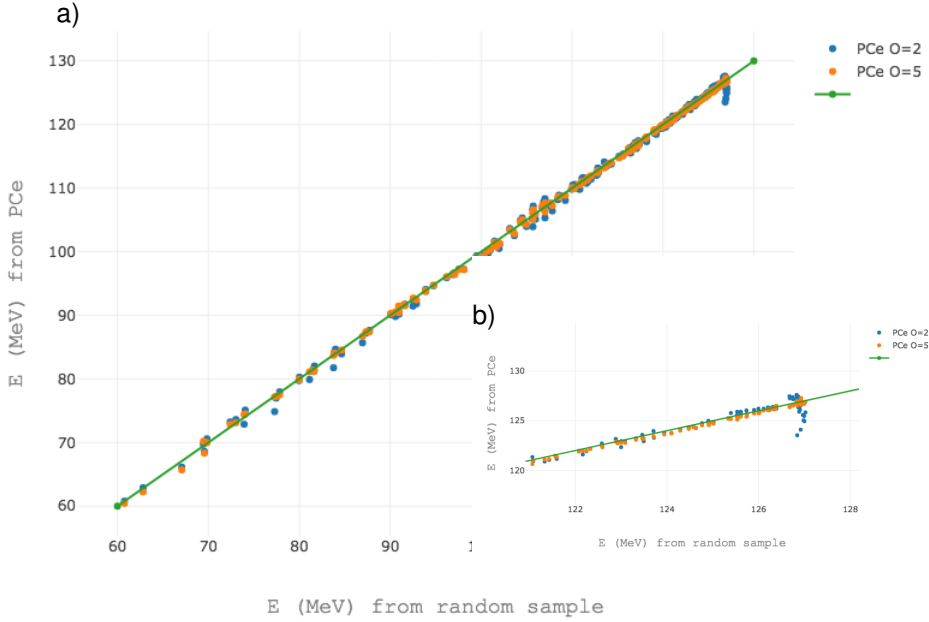 a)
130
120
110
100
90
80
70
60
E (MeV) from PCe
60
70
80
90
E (MeV) from random sample
PCe O=2
PCe O=5
b)
130
125
120
E (MeV) from PCe
122
124
126
128
E (MeV) from random sample
PCe O=2
PCe O=5